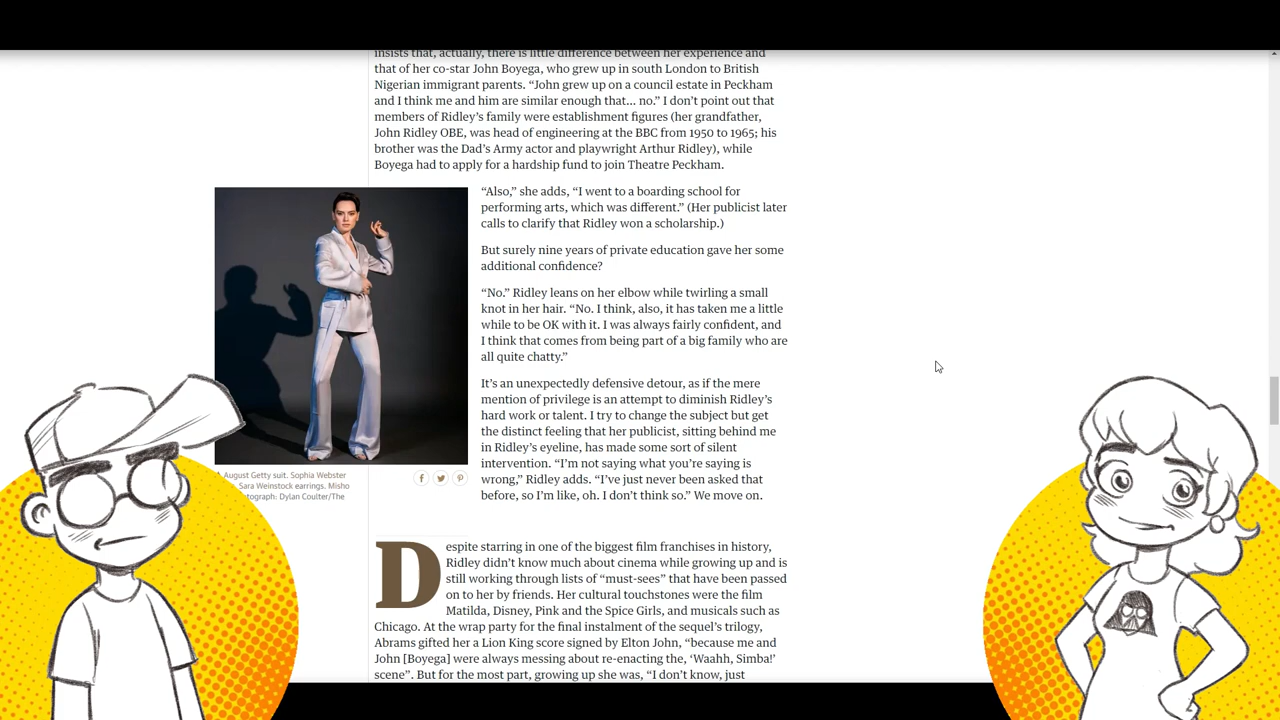 insists that, actually, there is little difference between her experience and
that of her co-star John Boyega, who grew up in south London to British
Nigerian immigrant parents. “John grew up on a council estate in Peckham
and I think me and him are similar enough that… no.” I don’t point out that
members of Ridley’s family were establishment figures (her grandfather,
John Ridley OBE, was head of engineering at the BBC from 1950 to 1965; his
brother was the Dad’s Army actor and playwright Arthur Ridley), while
Boyega had to apply for a hardship fund to join Theatre Peckham.
“Also,” she adds, “I went to a boarding school for
performing arts, which was different.” (Her publicist later
calls to clarify that Ridley won a scholarship.)
But surely nine years of private education gave her some
additional confidence?
“No.” Ridley leans on her elbow while twirling a small
knot in her hair. “No. I think, also, it has taken me a little
while to be OK with it. I was always fairly confident, and
I think that comes from being part of a big family who are
all quite chatty.”
It’s an unexpectedly defensive detour, as if the mere
mention of privilege is an attempt to diminish Ridley’s
hard work or talent. I try to change the subject but get
the distinct feeling that her publicist, sitting behind me
in Ridley’s eyeline, has made some sort of silent
intervention. “I’m not saying what you’re saying is
wrong,” Ridley adds. “I’ve just never been asked that
before, so I’m like, oh. I don’t think so.” We move on.
August Getty suit. Sophia Webster
Sara Weinstock earrings. Misho
Dylan Coulter/The
Despite starring in one of the biggest film franchises in history,
Ridley didn’t know much about cinema while growing up and is
still working through lists of “must-sees” that have been passed
on to her by friends. Her cultural touchstones were the film
Matilda, Disney, Pink and the Spice Girls, and musicals such as
Chicago. At the wrap party for the final instalment of the sequel’s trilogy,
Abrams gifted her a Lion King score signed by Elton John, “because me and
John [Boyega] were always messing about re-enacting the, ‘Waahh, Simba!’
scene”. But for the most part, growing up she was, “I don’t know, just